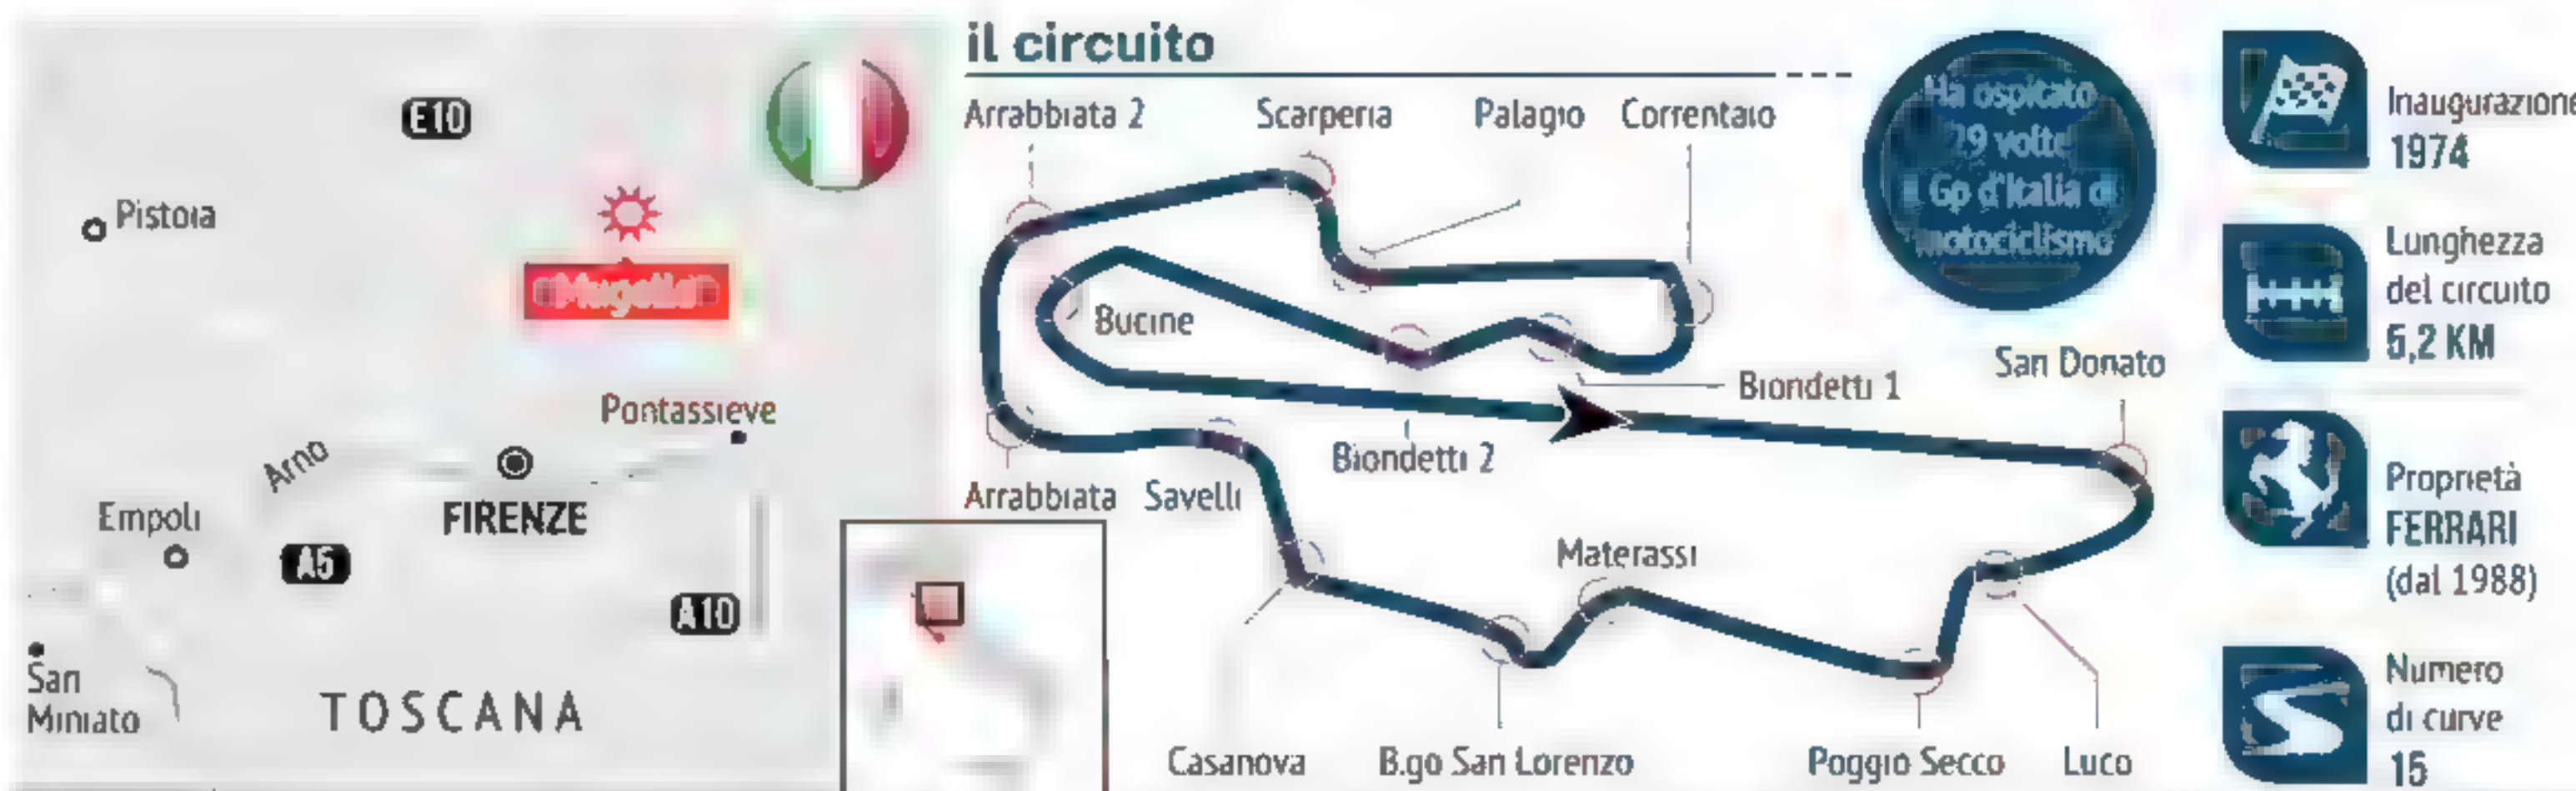 E10
Pistoia
Mugello
Pontassieve
Arno
FIRENZE
Empoli
A5
A10
San
Miniato
TOSCANA
il circuito
Arrabbiata 2
Scarperia
Palagio
Correntaio
Bucine
Biondetti 1
San Donato
Biondetti 2
Arrabbiata
Savelli
Materassi
Casanova
B.go San Lorenzo
Poggio Secco
Luco
Ha ospitato
29 volte
Gp d'Italia
motociclismo
Inaugurazione
1974
Lunghezza
del circuito
5,2 KM
Proprietà
FERRARI
(dal 1988)
Numero
di curve
15